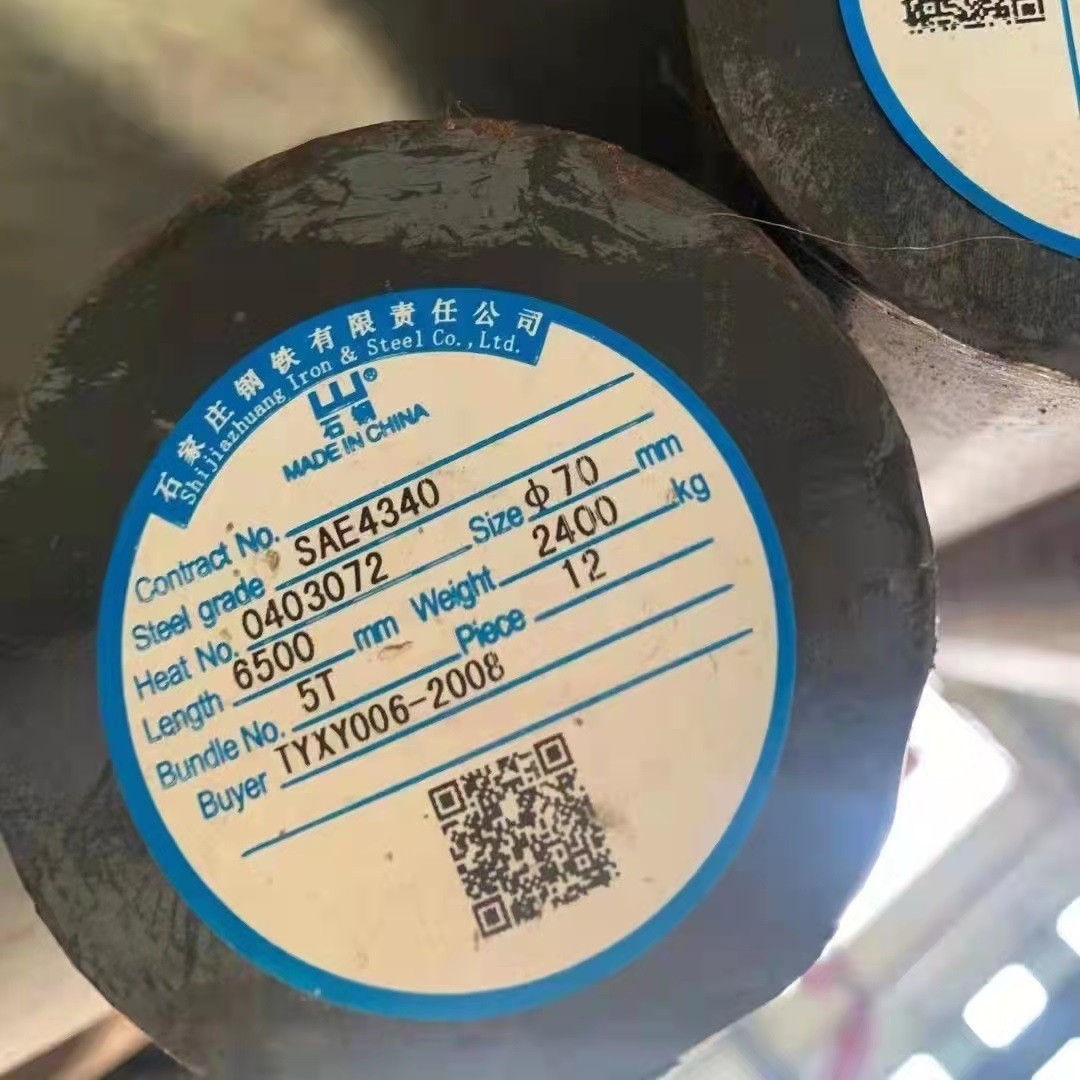 石家庄钢铁有限责任公司
Shijiazhuang Iron & Steel Co.,Ltd.
石钢
MADE IN CHINA
Contract No.
Steel grade SAE4340
Heat No. 0403072 Size Φ70 mm
Length 6500 mm Weight 2400 kg
Bundle No. 5T Piece 12
Buyer TYXY006-2008